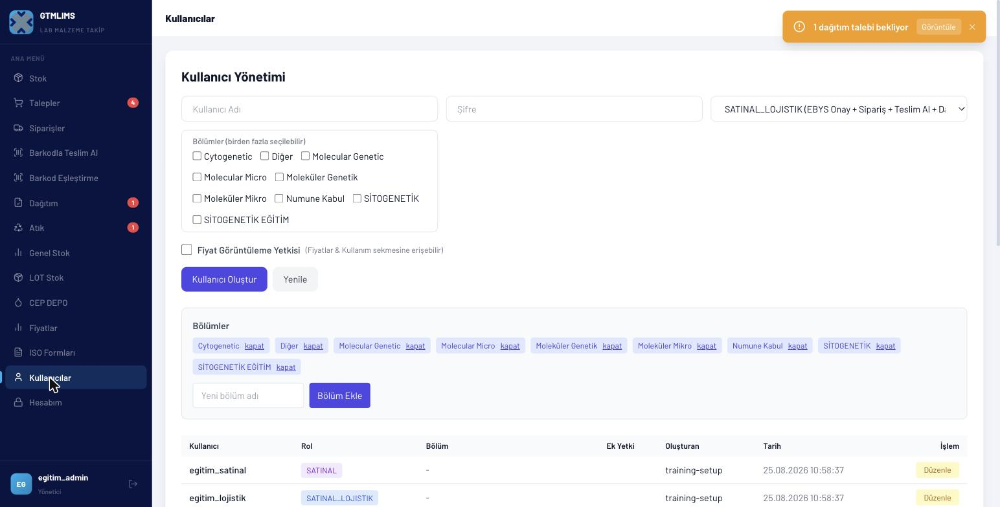 GTMLIMS
LAB MALZEME TAKİP
ANA MENÜ
Stok
Talepler 4
Siparişler
Barkodla Teslim Al
Barkod Eşleştirme
Dağıtım 1
Atık 1
Genel Stok
LOT Stok
CEP DEPO
Fiyatlar
ISO Formları
Kullanıcılar
Hesabım
EG
egitim_admin
Yönetici
Kullanıcılar
1 dağıtım talebi bekliyor Görüntüle
Kullanıcı Yönetimi
Kullanıcı Adı Şifre SATINAL_LOJISTIK (EBYS Onay + Sipariş + Teslim Al + Da
Bölümler (birden fazla seçilebilir)
Cytogenetic Diğer Molecular Genetic
Molecular Micro Moleküler Genetik
Moleküler Mikro Numune Kabul SİTOGENETİK
SİTOGENETİK EĞİTİM
Fiyat Görüntüleme Yetkisi (Fiyatlar & Kullanım sekmesine erişebilir)
Kullanıcı Oluştur Yenile
Bölümler
Cytogenetic kapat Diğer kapat Molecular Genetic kapat Molecular Micro kapat Moleküler Genetik kapat Moleküler Mikro kapat Numune Kabul kapat SİTOGENETİK kapat
SİTOGENETİK EĞİTİM kapat
Yeni bölüm adı Bölüm Ekle
Kullanıcı Rol Bölüm Ek Yetki Oluşturan Tarih İşlem
egitim_satinal SATINAL - training-setup 25.08.2026 10:58:37 Düzenle
egitim_lojistik SATINAL_LOJISTIK - training-setup 25.08.2026 10:58:37 Düzenle